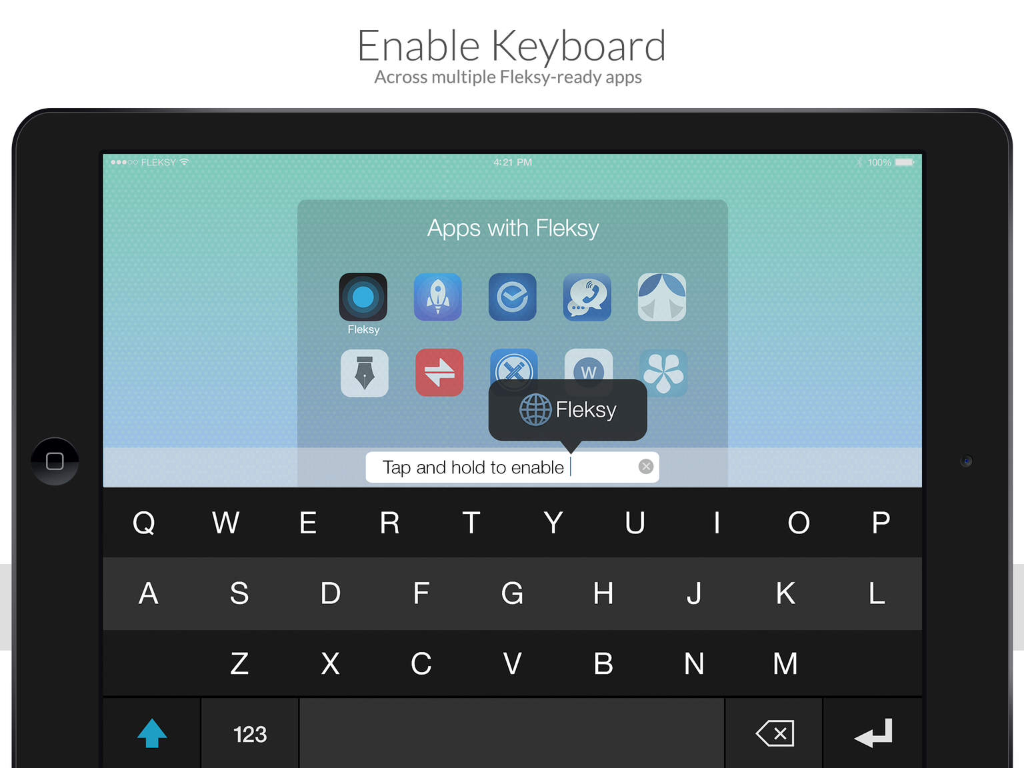 Enable Keyboard
Across multiple Fleksy-ready apps
FLEKSY 4:21 PM 100%
Apps with Fleksy
Fleksy
W
Fleksy
Tap and hold to enable
Q W E R T Y U I O P
A S D F G H J K L
Z X C V B N M
123